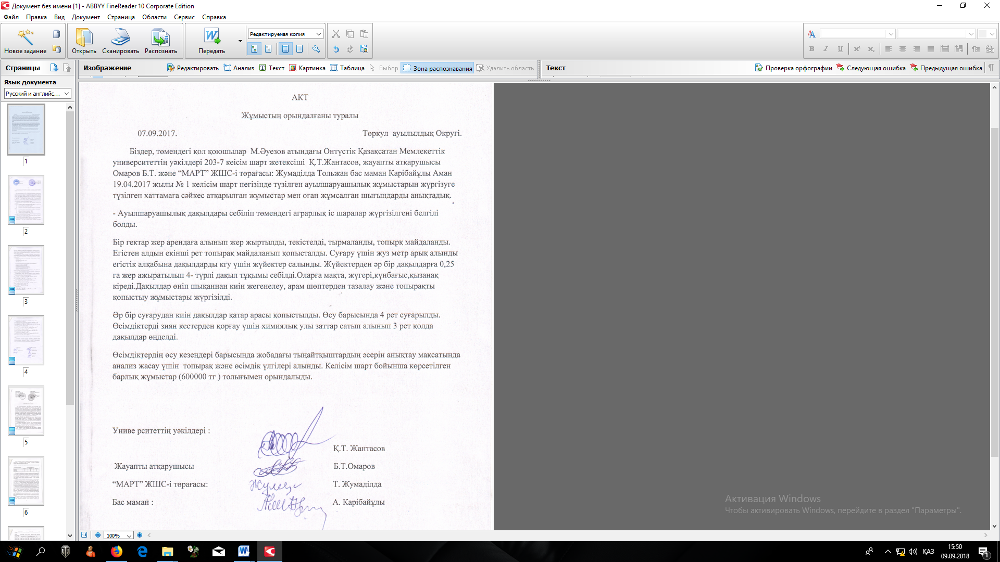 Документ без имени [1] - ABBYY FineReader 10 Corporate Edition
Файл Правка Вид Документ Страница Области Сервис Справка
Новое задание Открыть Сканировать Распознать Передать Редактируемая копия
Страницы Изображение Редактировать Анализ Текст Картинка Таблица Выбор Зона распознавания Удалить область Текст Проверка орфографии Следующая ошибка Предыдущая ошибка
Язык документа
Русский и английс...
1
2
3
4
5
6
АКТ
Жұмыстың орындалғаны туралы
07.09.2017. Төркул ауылылдық Округі.
Біздер, төмендегі қол қоюшылар М.Әуезов атындағы Онтүстік Қазақсатан Мемлекеттік
университеттің уәкілдері 203-7 кеісім шарт жетексіші Қ.Т.Жантасов, жауапты атқарушысы
Омаров Б.Т. және “МАРТ” ЖШС-і төрағасы: Жумаділда Тольжан бас маман Карібайұлы Аман
19.04.2017 жылы № 1 келісім шарт негізінде түзілген ауылшаруашылық жұмыстарын жүргізуге
түзілген хаттамаға сәйкес атқарылған жұмыстар мен оған жұмсалған шығындарды анықтадық.
- Ауылшаруашылық дақылдары себіліп төмендегі аграрлық іс шаралар жүргізілгені белгілі
болды.
Бір гектар жер арендаға алынып жер жыртылды, текістелді, тырмаланды, топырқ майдаланды.
Егістен алдын екінші рет топырақ майдаланып қопысталды. Суғару үшін жуз метр арық алынды
егістік алқабына дақылдарды кгу үшін жүйектер салынды. Жүйектерден әр бір дақылдарға 0,25
га жер ажыратылып 4- түрлі дақыл тұқымы себілді.Оларға мақта, жүгері,күнбағыс,қызанақ
кіреді.Дақылдар өніп шықаннан киін жегенелеу, арам шөптерден тазалау және топырақты
қопыстыу жұмыстары жүргізілді.
Әр бір суғарудан киін дақылдар қатар арасы қопыстылды. Өсу барысында 4 рет суғарылды.
Өсімдіктерді зиян кестерден қорғау үшін химиялық улы заттар сатып алынып 3 рет қолда
дақылдар өңделді.
Өсімдіктердің өсу кезеңдері барысында жобадағы тыңайтқыштардың әсерін анықтау мақсатында
анализ жасау үшін топырақ және өсімдік үлгілері алынды. Келісім шарт бойынша көрсетілген
барлық жұмыстар (600000 тг ) толығымен орындалыды.
Униве рситеттің уәкілдері :
Қ.Т. Жантасов
Жауапты атқарушысы Б.Т.Омаров
“МАРТ” ЖШС-і төрағасы: Т. Жумаділда
Бас маман : А. Карібайұлы
Активация Windows
Чтобы активировать Windows, перейдите в раздел "Параметры".
100%
ҚАЗ 15:50
09.09.2018
1